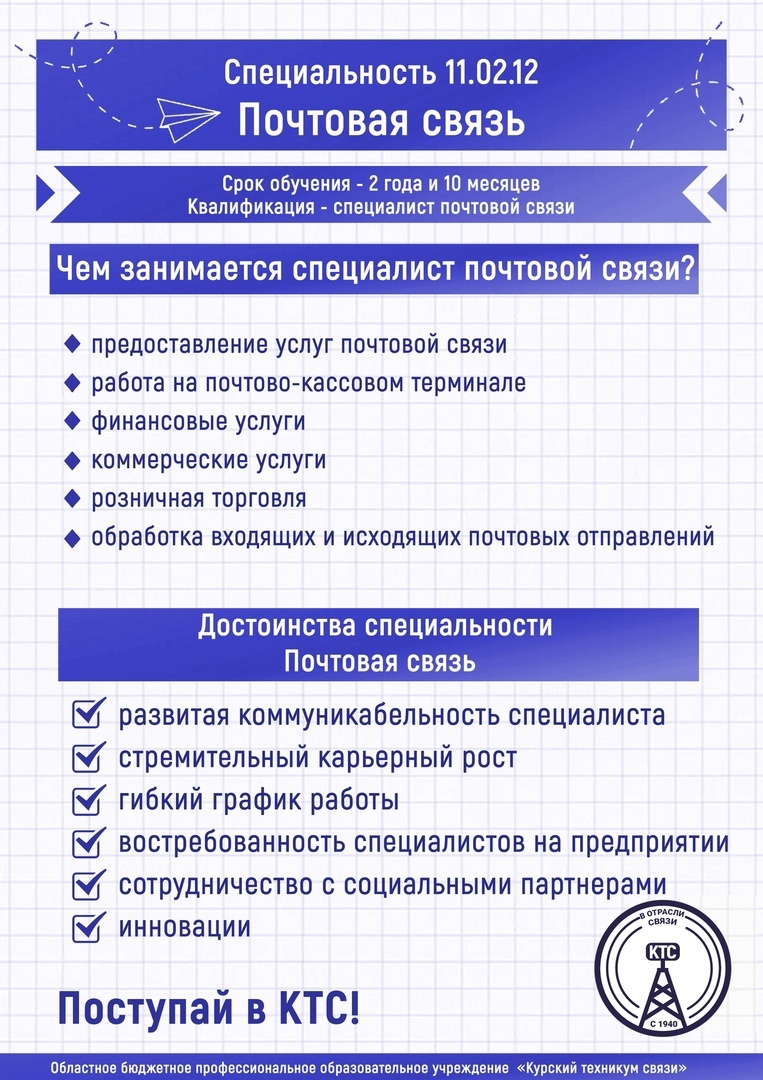 Специальность 11.02.12
Почтовая связь
Срок обучения - 2 года и 10 месяцев
Квалификация - специалист почтовой связи
Чем занимается специалист почтовой связи?
предоставление услуг почтовой связи
работа на почтово-кассовом терминале
финансовые услуги
коммерческие услуги
розничная торговля
обработка входящих и исходящих почтовых отправлений
Достоинства специальности
Почтовая связь
развитая коммуникабельность специалиста
стремительный карьерный рост
гибкий график работы
востребованность специалистов на предприятии
сотрудничество с социальными партнерами
инновации
В ОТРАСЛИ
СВЯЗИ
КТС
С 1940
Поступай в КТС!
Областное бюджетное профессиональное образовательное учреждение «Курский техникум связи»